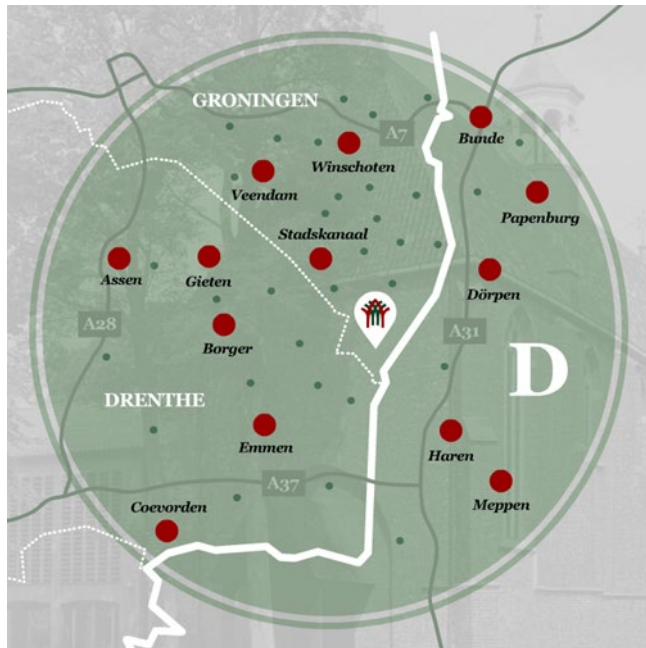 GRONINGEN
A7
Bunde
Winschoten
Veendam
Papenburg
Stadskanaal
Assen
Gieten
Dörpen
A28
Borger
A31
D
DRENTHE
Emmen
Haren
A37
Meppen
Coevorden